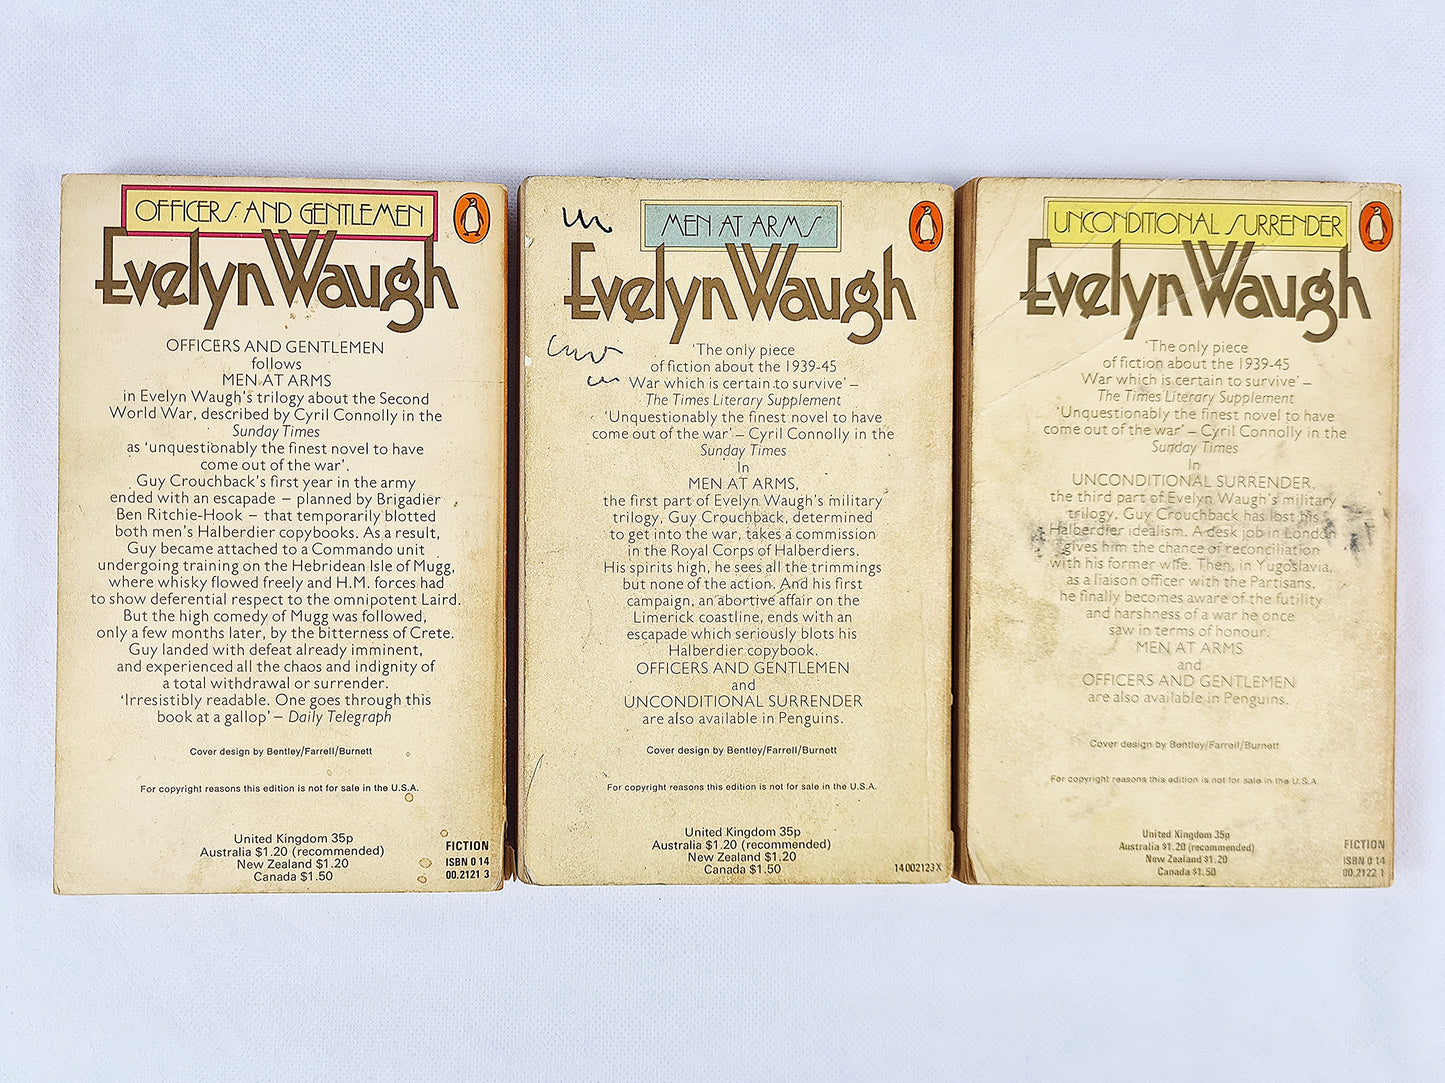 OFFICERS AND GENTLEMEN
Evelyn Waugh
OFFICERS AND GENTLEMEN
follows
MEN AT ARMS
in Evelyn Waugh's trilogy about the Second
World War, described by Cyril Connolly in the
Sunday Times
as 'unquestionably the finest novel to have
come out of the war'.
Guy Crouchback's first year in the army
ended with an escapade – planned by Brigadier
Ben Ritchie-Hook – that temporarily blotted
both men's Halberdier copybooks. As a result,
Guy became attached to a Commando unit
undergoing training on the Hebridean Isle of Mugg,
where whisky flowed freely and H.M. forces had
to show deferential respect to the omnipotent Laird.
But the high comedy of Mugg was followed,
only a few months later, by the bitterness of Crete.
Guy landed with defeat already imminent,
and experienced all the chaos and indignity of
a total withdrawal or surrender.
'Irresistibly readable. One goes through this
book at a gallop' – Daily Telegraph
Cover design by Bentley/Farrell/Burnett
For copyright reasons this edition is not for sale in the U.S.A.
United Kingdom 35p
Australia $1.20 (recommended)
New Zealand $1.20
Canada $1.50
FICTION
ISBN 0 14
00.2121 3
MEN AT ARMS
Evelyn Waugh
'The only piece
of fiction about the 1939-45
War which is certain to survive' –
The Times Literary Supplement
'Unquestionably the finest novel to have
come out of the war' – Cyril Connolly in the
Sunday Times
In
MEN AT ARMS,
the first part of Evelyn Waugh's military
trilogy, Guy Crouchback, determined
to get into the war, takes a commission
in the Royal Corps of Halberdiers.
His spirits high, he sees all the trimmings
but none of the action. And his first
campaign, an abortive affair on the
Limerick coastline, ends with an
escapade which seriously blots his
Halberdier copybook.
OFFICERS AND GENTLEMEN
and
UNCONDITIONAL SURRENDER
are also available in Penguins.
Cover design by Bentley/Farrell/Burnett
For copyright reasons this edition is not for sale in the U.S.A.
United Kingdom 35p
Australia $1.20 (recommended)
New Zealand $1.20
Canada $1.50
14 002123 X
UNCONDITIONAL SURRENDER
Evelyn Waugh
'The only piece
of fiction about the 1939-45
War which is certain to survive' –
The Times Literary Supplement
'Unquestionably the finest novel to have
come out of the war' – Cyril Connolly in the
Sunday Times
In
UNCONDITIONAL SURRENDER,
the third part of Evelyn Waugh's military
trilogy, Guy Crouchback has lost his
Halberdier idealism. A desk job in London
gives him the chance of reconciliation
with his former wife. Then, in Yugoslavia,
as a liaison officer with the Partisans,
he finally becomes aware of the futility
and harshness of a war he once
saw in terms of honour.
MEN AT ARMS
and
OFFICERS AND GENTLEMEN
are also available in Penguins.
Cover design by Bentley/Farrell/Burnett
For copyright reasons this edition is not for sale in the U.S.A.
United Kingdom 35p
Australia $1.20 (recommended)
New Zealand $1.20
Canada $1.50
FICTION
ISBN 0 14
00.2122 1